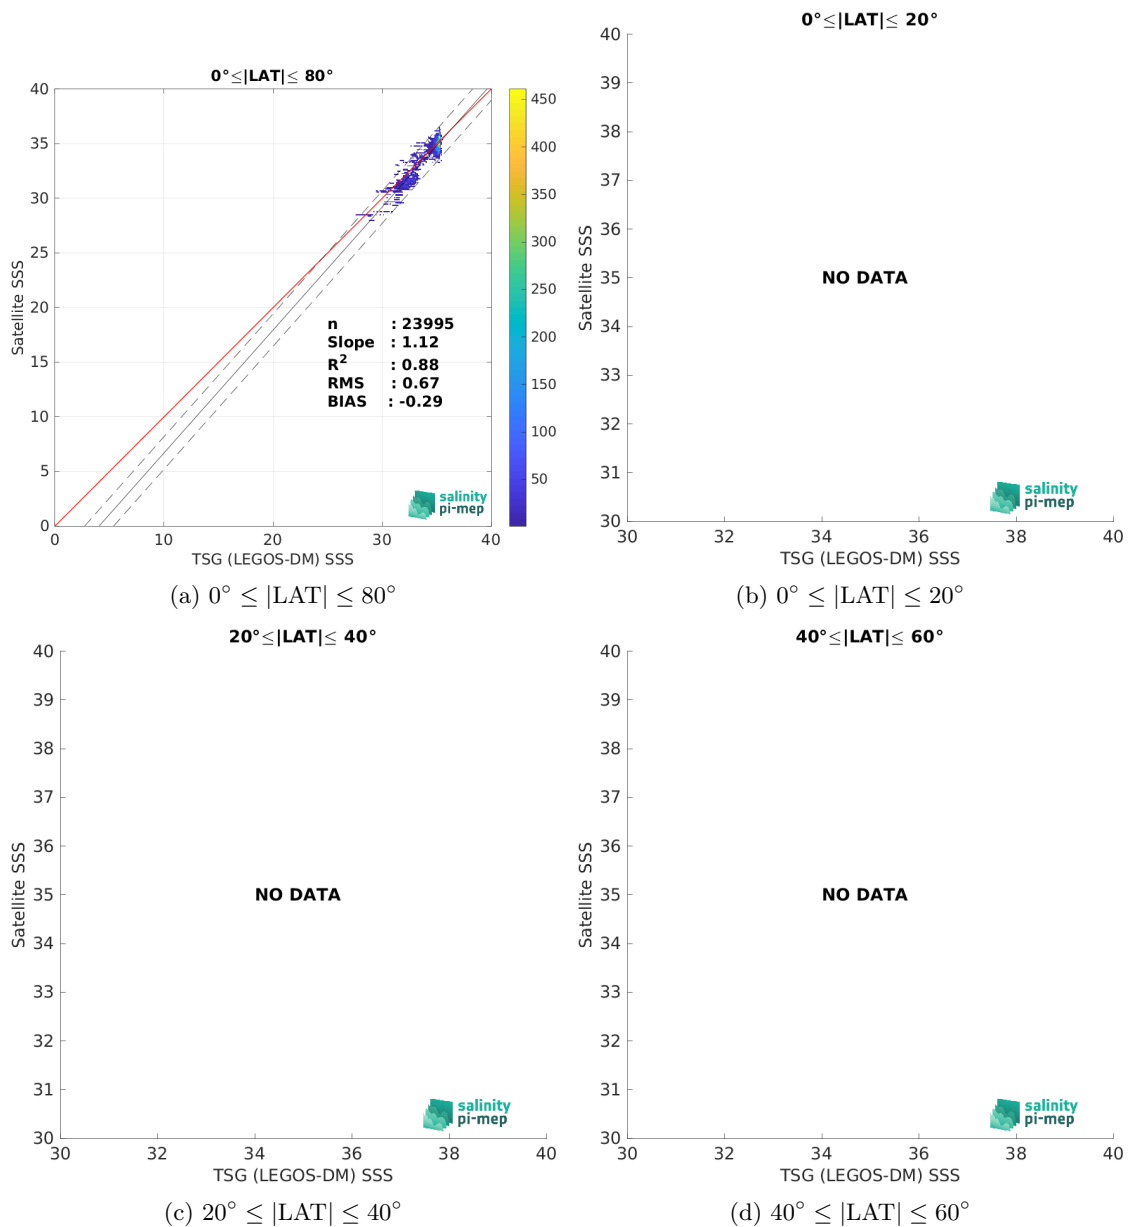 0°≤|LAT|≤ 80°
40
35
30
25
20
15
10
5
0
0
10
20
30
40
Satellite SSS
TSG (LEGOS-DM) SSS
n : 23995
Slope : 1.12
R² : 0.88
RMS : 0.67
BIAS : -0.29
salinity
pi-mep
450
400
350
300
250
200
150
100
50
(a) 0° ≤ |LAT| ≤ 80°
0°≤|LAT|≤ 20°
40
39
38
37
36
35
34
33
32
31
30
30
32
34
36
38
40
Satellite SSS
NO DATA
salinity
pi-mep
TSG (LEGOS-DM) SSS
(b) 0° ≤ |LAT| ≤ 20°
20°≤|LAT|≤ 40°
40
39
38
37
36
35
34
33
32
31
30
30
32
34
36
38
40
Satellite SSS
NO DATA
salinity
pi-mep
TSG (LEGOS-DM) SSS
(c) 20° ≤ |LAT| ≤ 40°
40°≤|LAT|≤ 60°
40
39
38
37
36
35
34
33
32
31
30
30
32
34
36
38
40
Satellite SSS
NO DATA
salinity
pi-mep
TSG (LEGOS-DM) SSS
(d) 40° ≤ |LAT| ≤ 60°